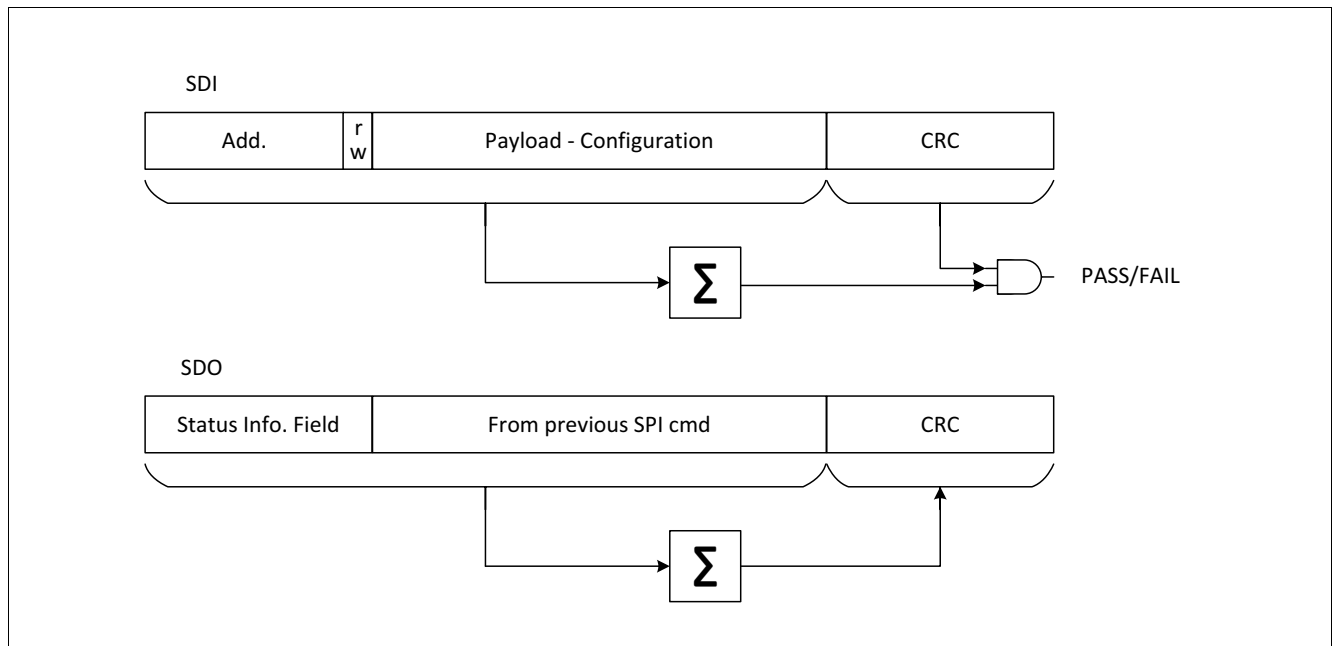 SDI
Add.
r
w
Payload - Configuration
CRC
Σ
PASS/FAIL
SDO
Status Info. Field
From previous SPI cmd
CRC
Σ